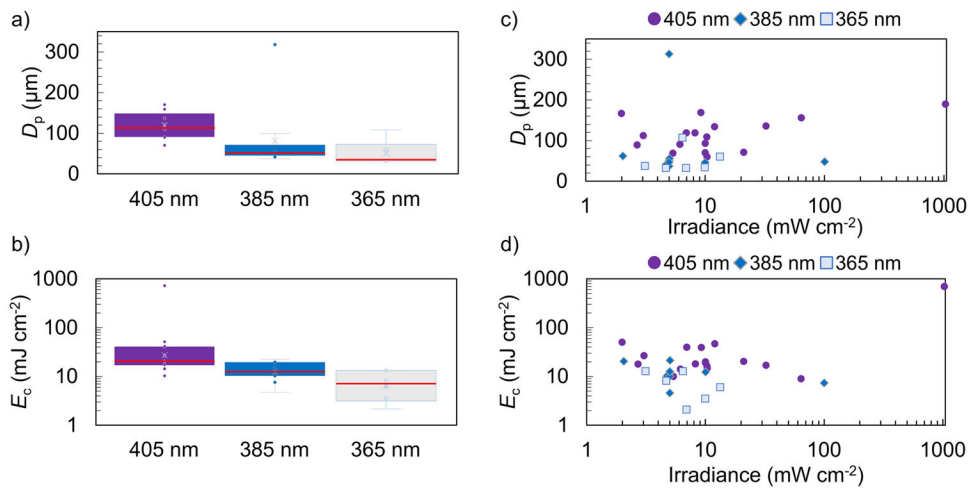 a)
300
200
100
0
Dp (µm)
405 nm 385 nm 365 nm
b)
1000
100
10
1
Ec (mJ cm-2)
405 nm 385 nm 365 nm
c)
405 nm 385 nm 365 nm
300
200
100
0
Dp (µm)
1 10 100 1000
Irradiance (mW cm-2)
d)
405 nm 385 nm 365 nm
1000
100
10
1
Ec (mJ cm-2)
1 10 100 1000
Irradiance (mW cm-2)